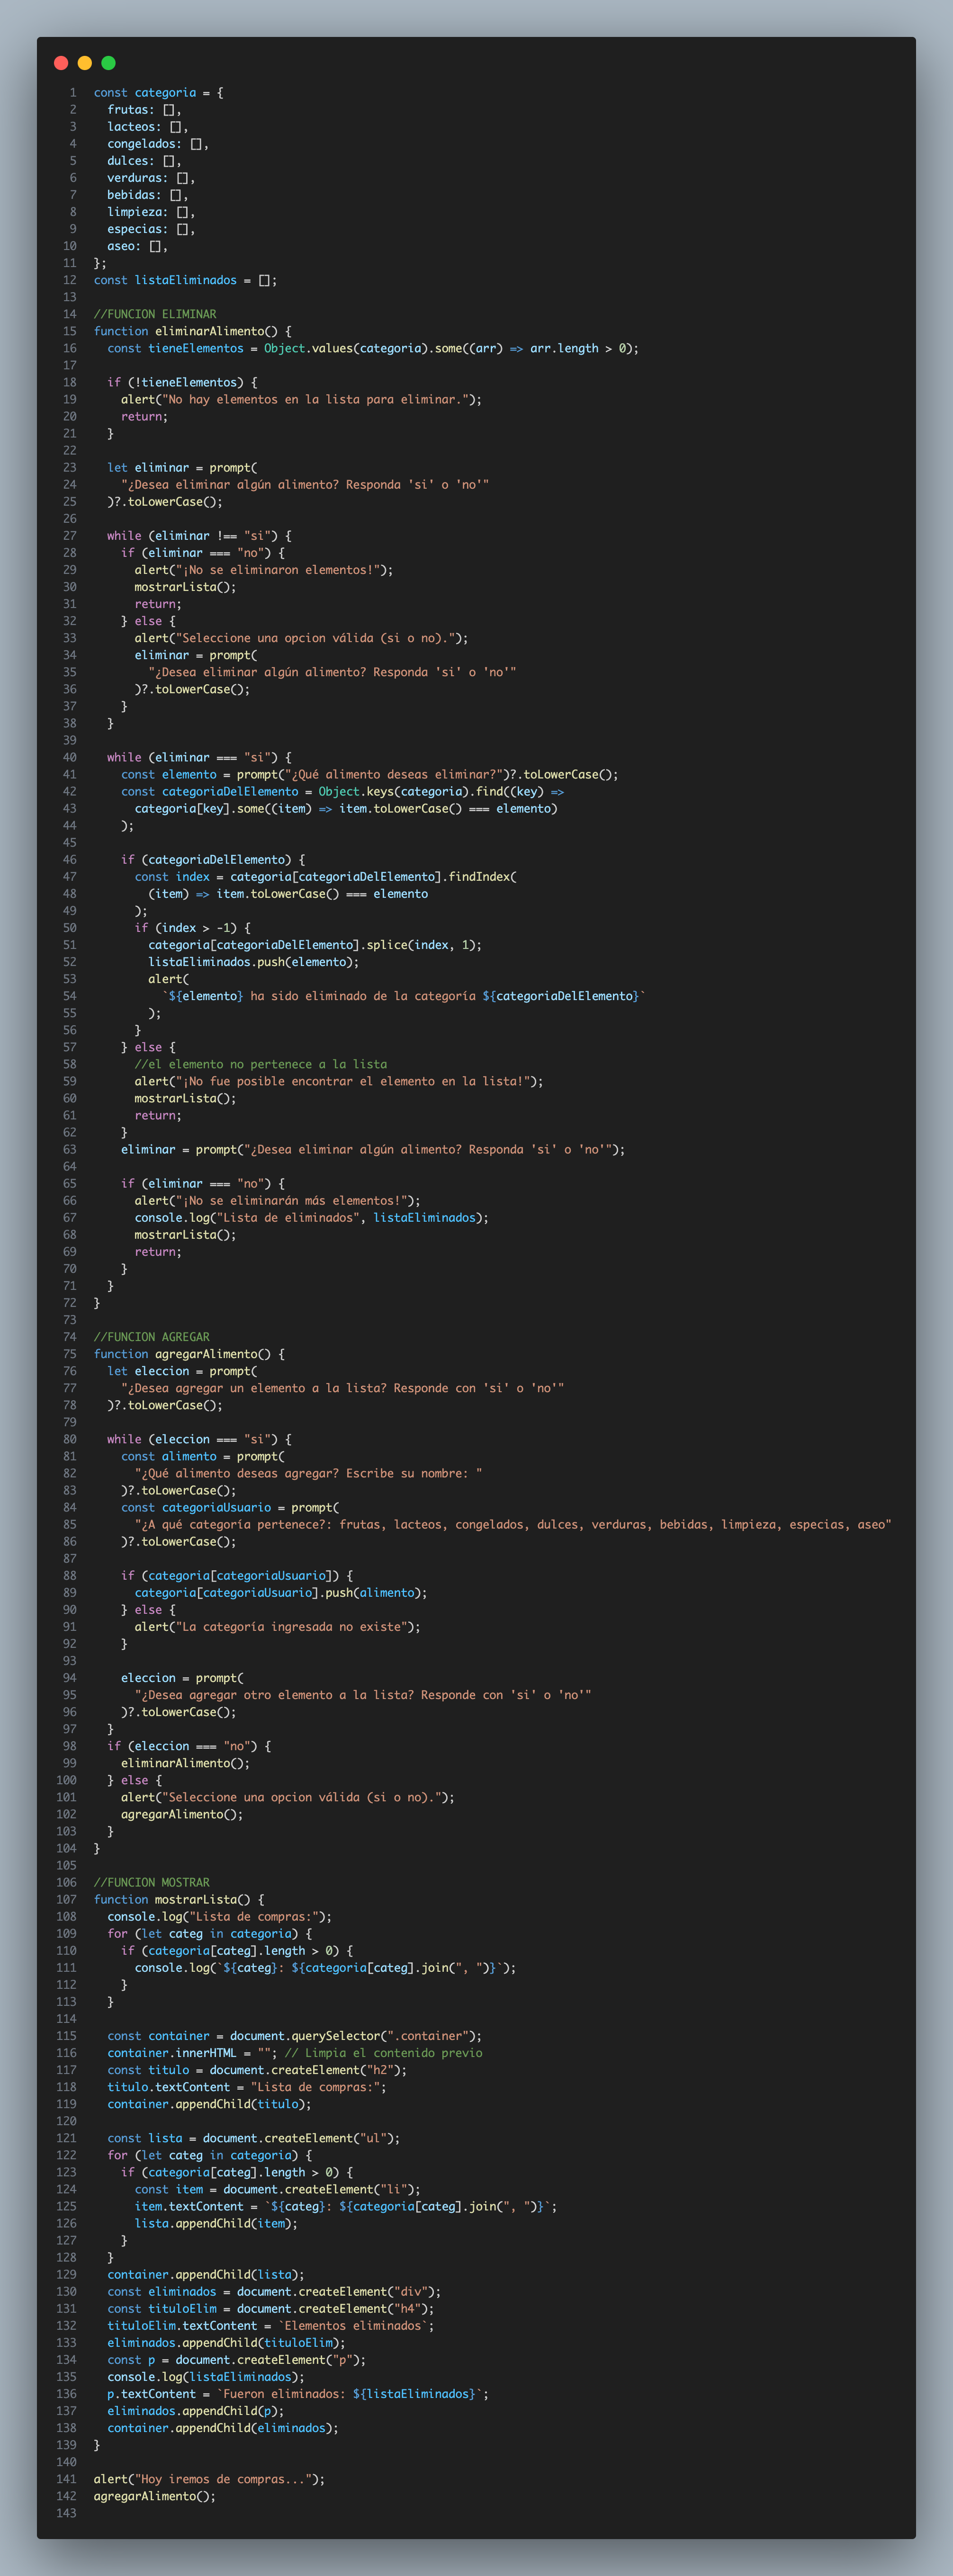 1 const categoria = {
2   frutas: [],
3   lacteos: [],
4   congelados: [],
5   dulces: [],
6   verduras: [],
7   bebidas: [],
8   limpieza: [],
9   especias: [],
10   aseo: [],
11 };
12 const listaEliminados = [];
13
14 //FUNCION ELIMINAR
15 function eliminarAlimento() {
16   const tieneElementos = Object.values(categoria).some((arr) => arr.length > 0);
17
18   if (!tieneElementos) {
19     alert("No hay elementos en la lista para eliminar.");
20     return;
21   }
22
23   let eliminar = prompt(
24     "¿Desea eliminar algún alimento? Responda 'si' o 'no'"
25   )?.toLowerCase();
26
27   while (eliminar !== "si") {
28     if (eliminar === "no") {
29       alert("¡No se eliminaron elementos!");
30       mostrarLista();
31       return;
32     } else {
33       alert("Seleccione una opcion válida (si o no).");
34       eliminar = prompt(
35         "¿Desea eliminar algún alimento? Responda 'si' o 'no'"
36       )?.toLowerCase();
37     }
38   }
39
40   while (eliminar === "si") {
41     const elemento = prompt("¿Qué alimento deseas eliminar?")?.toLowerCase();
42     const categoriaDelElemento = Object.keys(categoria).find((key) =>
43       categoria[key].some((item) => item.toLowerCase() === elemento)
44     );
45
46     if (categoriaDelElemento) {
47       const index = categoria[categoriaDelElemento].findIndex(
48         (item) => item.toLowerCase() === elemento
49       );
50       if (index > -1) {
51         categoria[categoriaDelElemento].splice(index, 1);
52         listaEliminados.push(elemento);
53         alert(
54           `${elemento} ha sido eliminado de la categoría ${categoriaDelElemento}`
55         );
56       }
57     } else {
58       //el elemento no pertenece a la lista
59       alert("¡No fue posible encontrar el elemento en la lista!");
60       mostrarLista();
61       return;
62     }
63     eliminar = prompt("¿Desea eliminar algún alimento? Responda 'si' o 'no'");
64
65     if (eliminar === "no") {
66       alert("¡No se eliminarán más elementos!");
67       console.log("Lista de eliminados", listaEliminados);
68       mostrarLista();
69       return;
70     }
71   }
72 }
73
74 //FUNCION AGREGAR
75 function agregarAlimento() {
76   let eleccion = prompt(
77     "¿Desea agregar un elemento a la lista? Responde con 'si' o 'no'"
78   )?.toLowerCase();
79
80   while (eleccion === "si") {
81     const alimento = prompt(
82       "¿Qué alimento deseas agregar? Escribe su nombre: "
83     )?.toLowerCase();
84     const categoriaUsuario = prompt(
85       "¿A qué categoría pertenece?: frutas, lacteos, congelados, dulces, verduras, bebidas, limpieza, especias, aseo"
86     )?.toLowerCase();
87
88     if (categoria[categoriaUsuario]) {
89       categoria[categoriaUsuario].push(alimento);
90     } else {
91       alert("La categoría ingresada no existe");
92     }
93
94     eleccion = prompt(
95       "¿Desea agregar otro elemento a la lista? Responde con 'si' o 'no'"
96     )?.toLowerCase();
97   }
98   if (eleccion === "no") {
99     eliminarAlimento();
100   } else {
101     alert("Seleccione una opcion válida (si o no).");
102     agregarAlimento();
103   }
104 }
105
106 //FUNCION MOSTRAR
107 function mostrarLista() {
108   console.log("Lista de compras:");
109   for (let categ in categoria) {
110     if (categoria[categ].length > 0) {
111       console.log(`${categ}: ${categoria[categ].join(", ")}`);
112     }
113   }
114
115   const container = document.querySelector(".container");
116   container.innerHTML = ""; // Limpia el contenido previo
117   const titulo = document.createElement("h2");
118   titulo.textContent = "Lista de compras:";
119   container.appendChild(titulo);
120
121   const lista = document.createElement("ul");
122   for (let categ in categoria) {
123     if (categoria[categ].length > 0) {
124       const item = document.createElement("li");
125       item.textContent = `${categ}: ${categoria[categ].join(", ")}`;
126       lista.appendChild(item);
127     }
128   }
129   container.appendChild(lista);
130   const eliminados = document.createElement("div");
131   const tituloElim = document.createElement("h4");
132   tituloElim.textContent = `Elementos eliminados`;
133   eliminados.appendChild(tituloElim);
134   const p = document.createElement("p");
135   console.log(listaEliminados);
136   p.textContent = `Fueron eliminados: ${listaEliminados}`;
137   eliminados.appendChild(p);
138   container.appendChild(eliminados);
139 }
140
141 alert("Hoy iremos de compras...");
142 agregarAlimento();
143